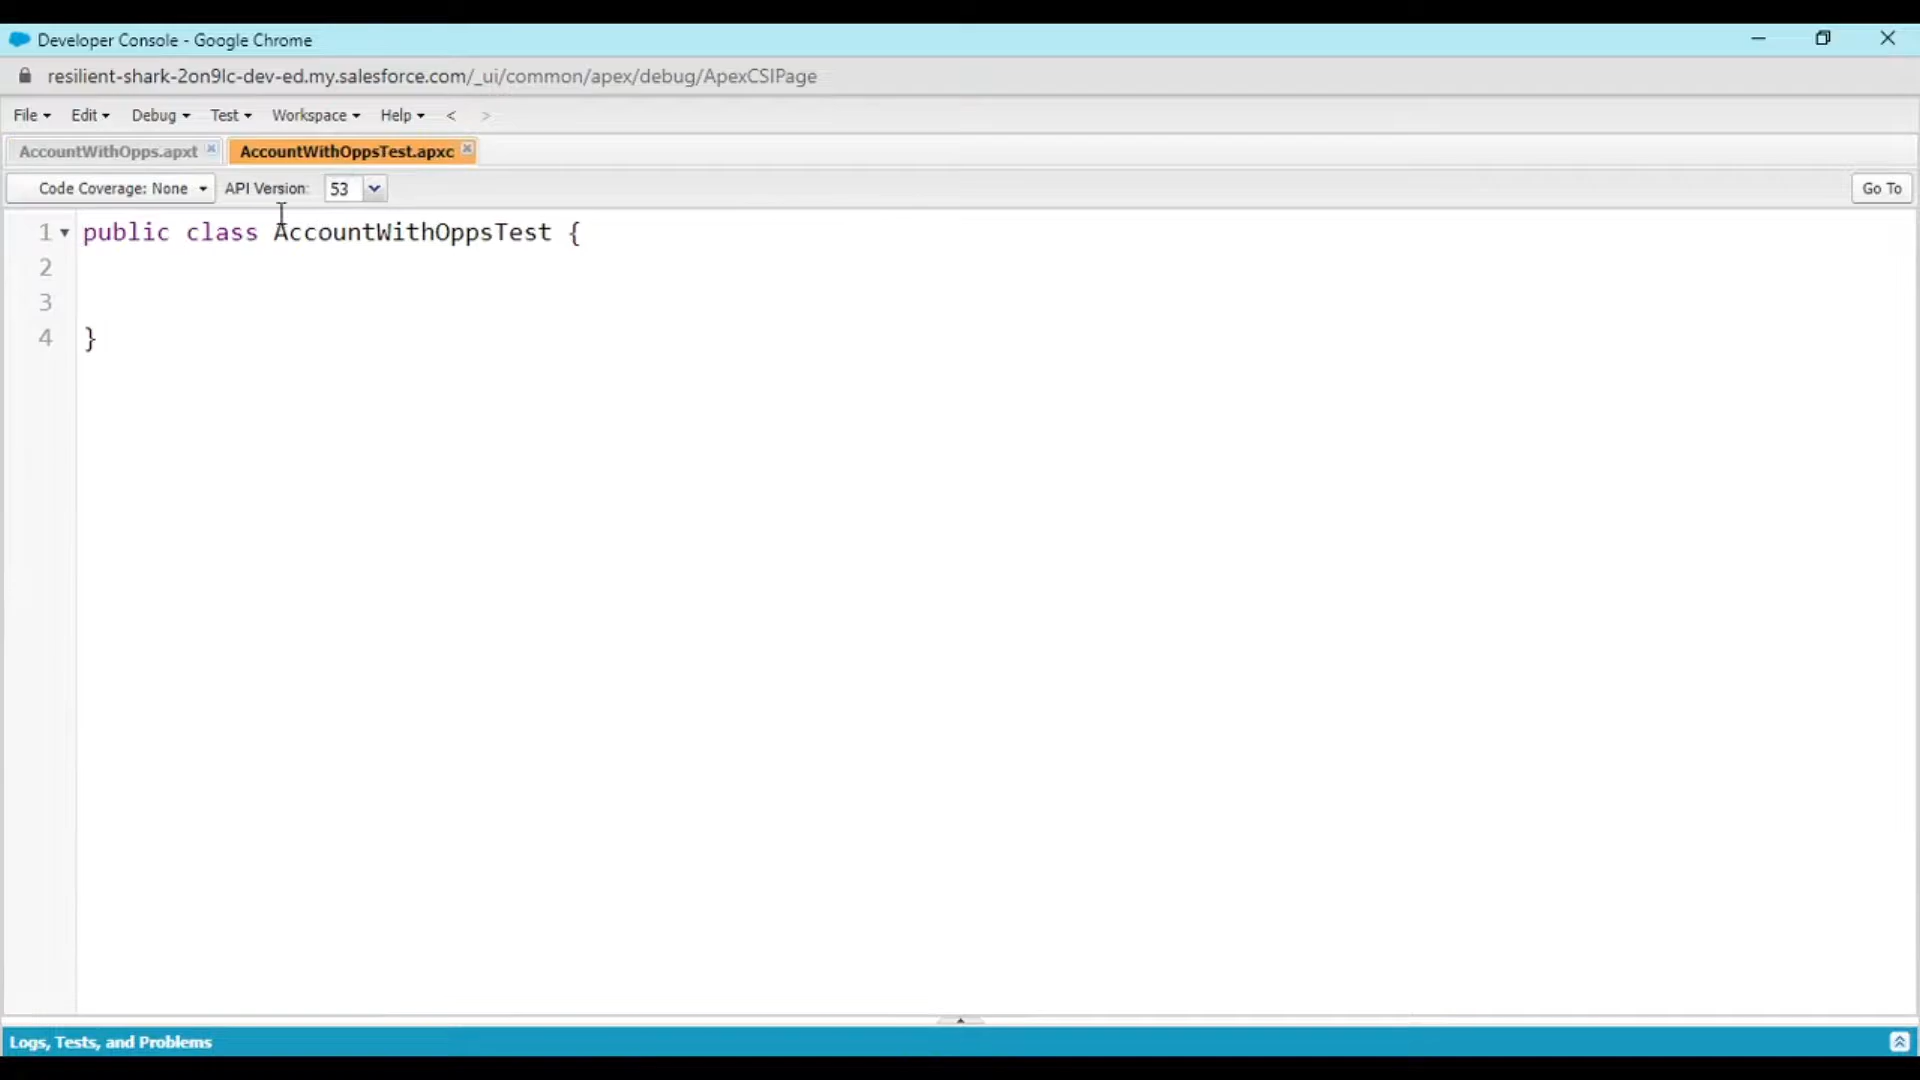 Developer Console - Google Chrome
resilient-shark-2on9lc-dev-ed.my.salesforce.com/_ui/common/apex/debug/ApexCSIPage
File Edit Debug Test Workspace Help < >
AccountWithOpps.apxt AccountWithOppsTest.apxc
Code Coverage: None API Version: 53 Go To
1 public class AccountWithOppsTest {
2
3
4 }
Logs, Tests, and Problems